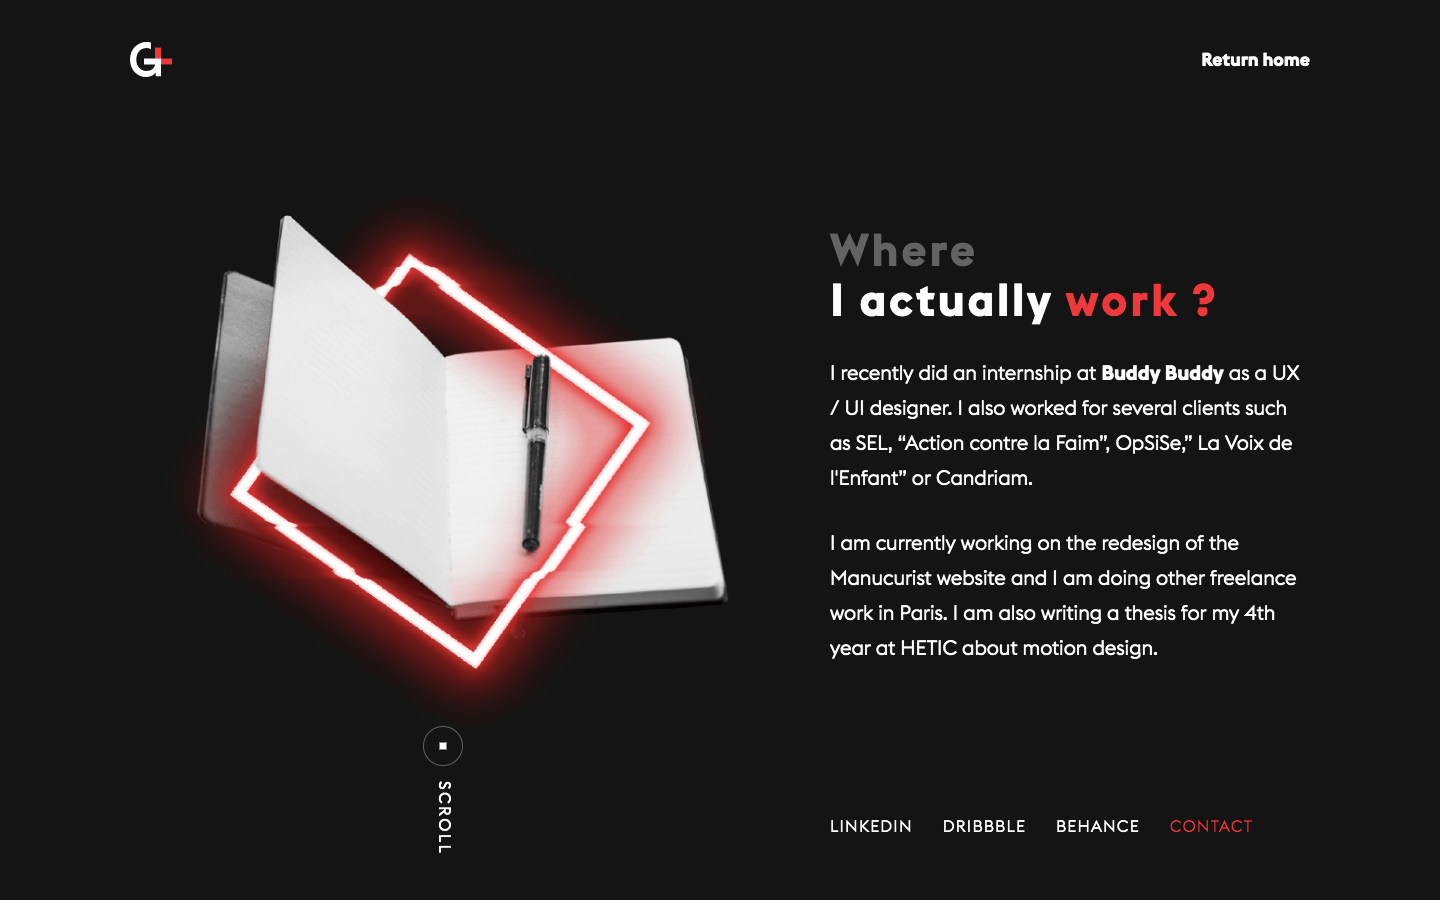 G+
Return home
Where
I actually work ?
I recently did an internship at Buddy Buddy as a UX
/ UI designer. I also worked for several clients such
as SEL, “Action contre la Faim”, OpSiSe,” La Voix de
l'Enfant” or Candriam.
I am currently working on the redesign of the
Manucurist website and I am doing other freelance
work in Paris. I am also writing a thesis for my 4th
year at HETIC about motion design.
SCROLL
LINKEDIN DRIBBBLE BEHANCE CONTACT